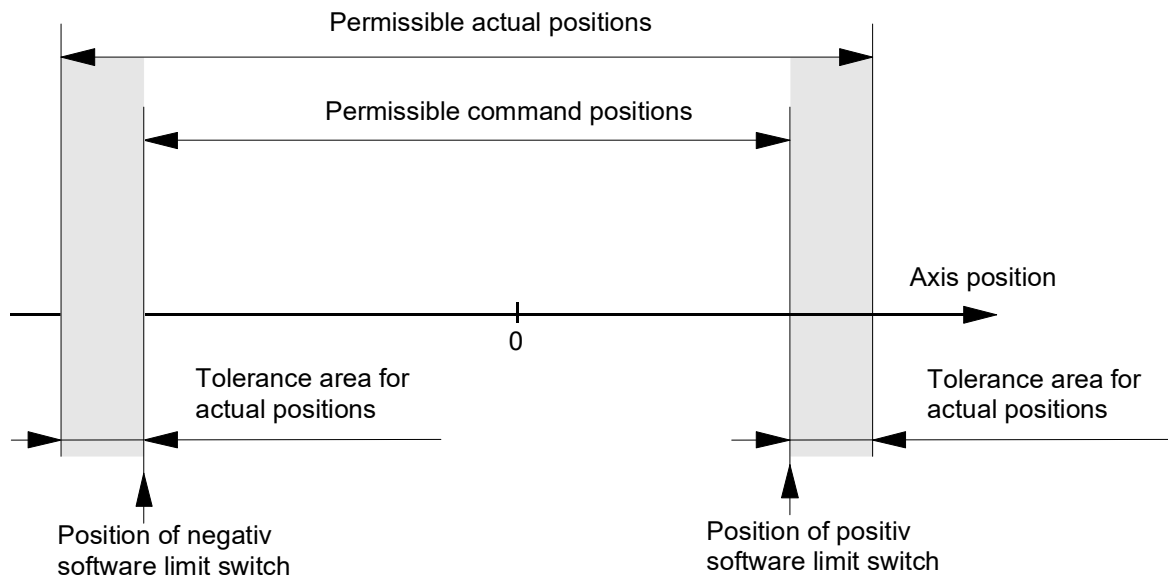 Permissible actual positions
Permissible command positions
Axis position
0
Tolerance area for
actual positions
Tolerance area for
actual positions
Position of negativ
software limit switch
Position of positiv
software limit switch